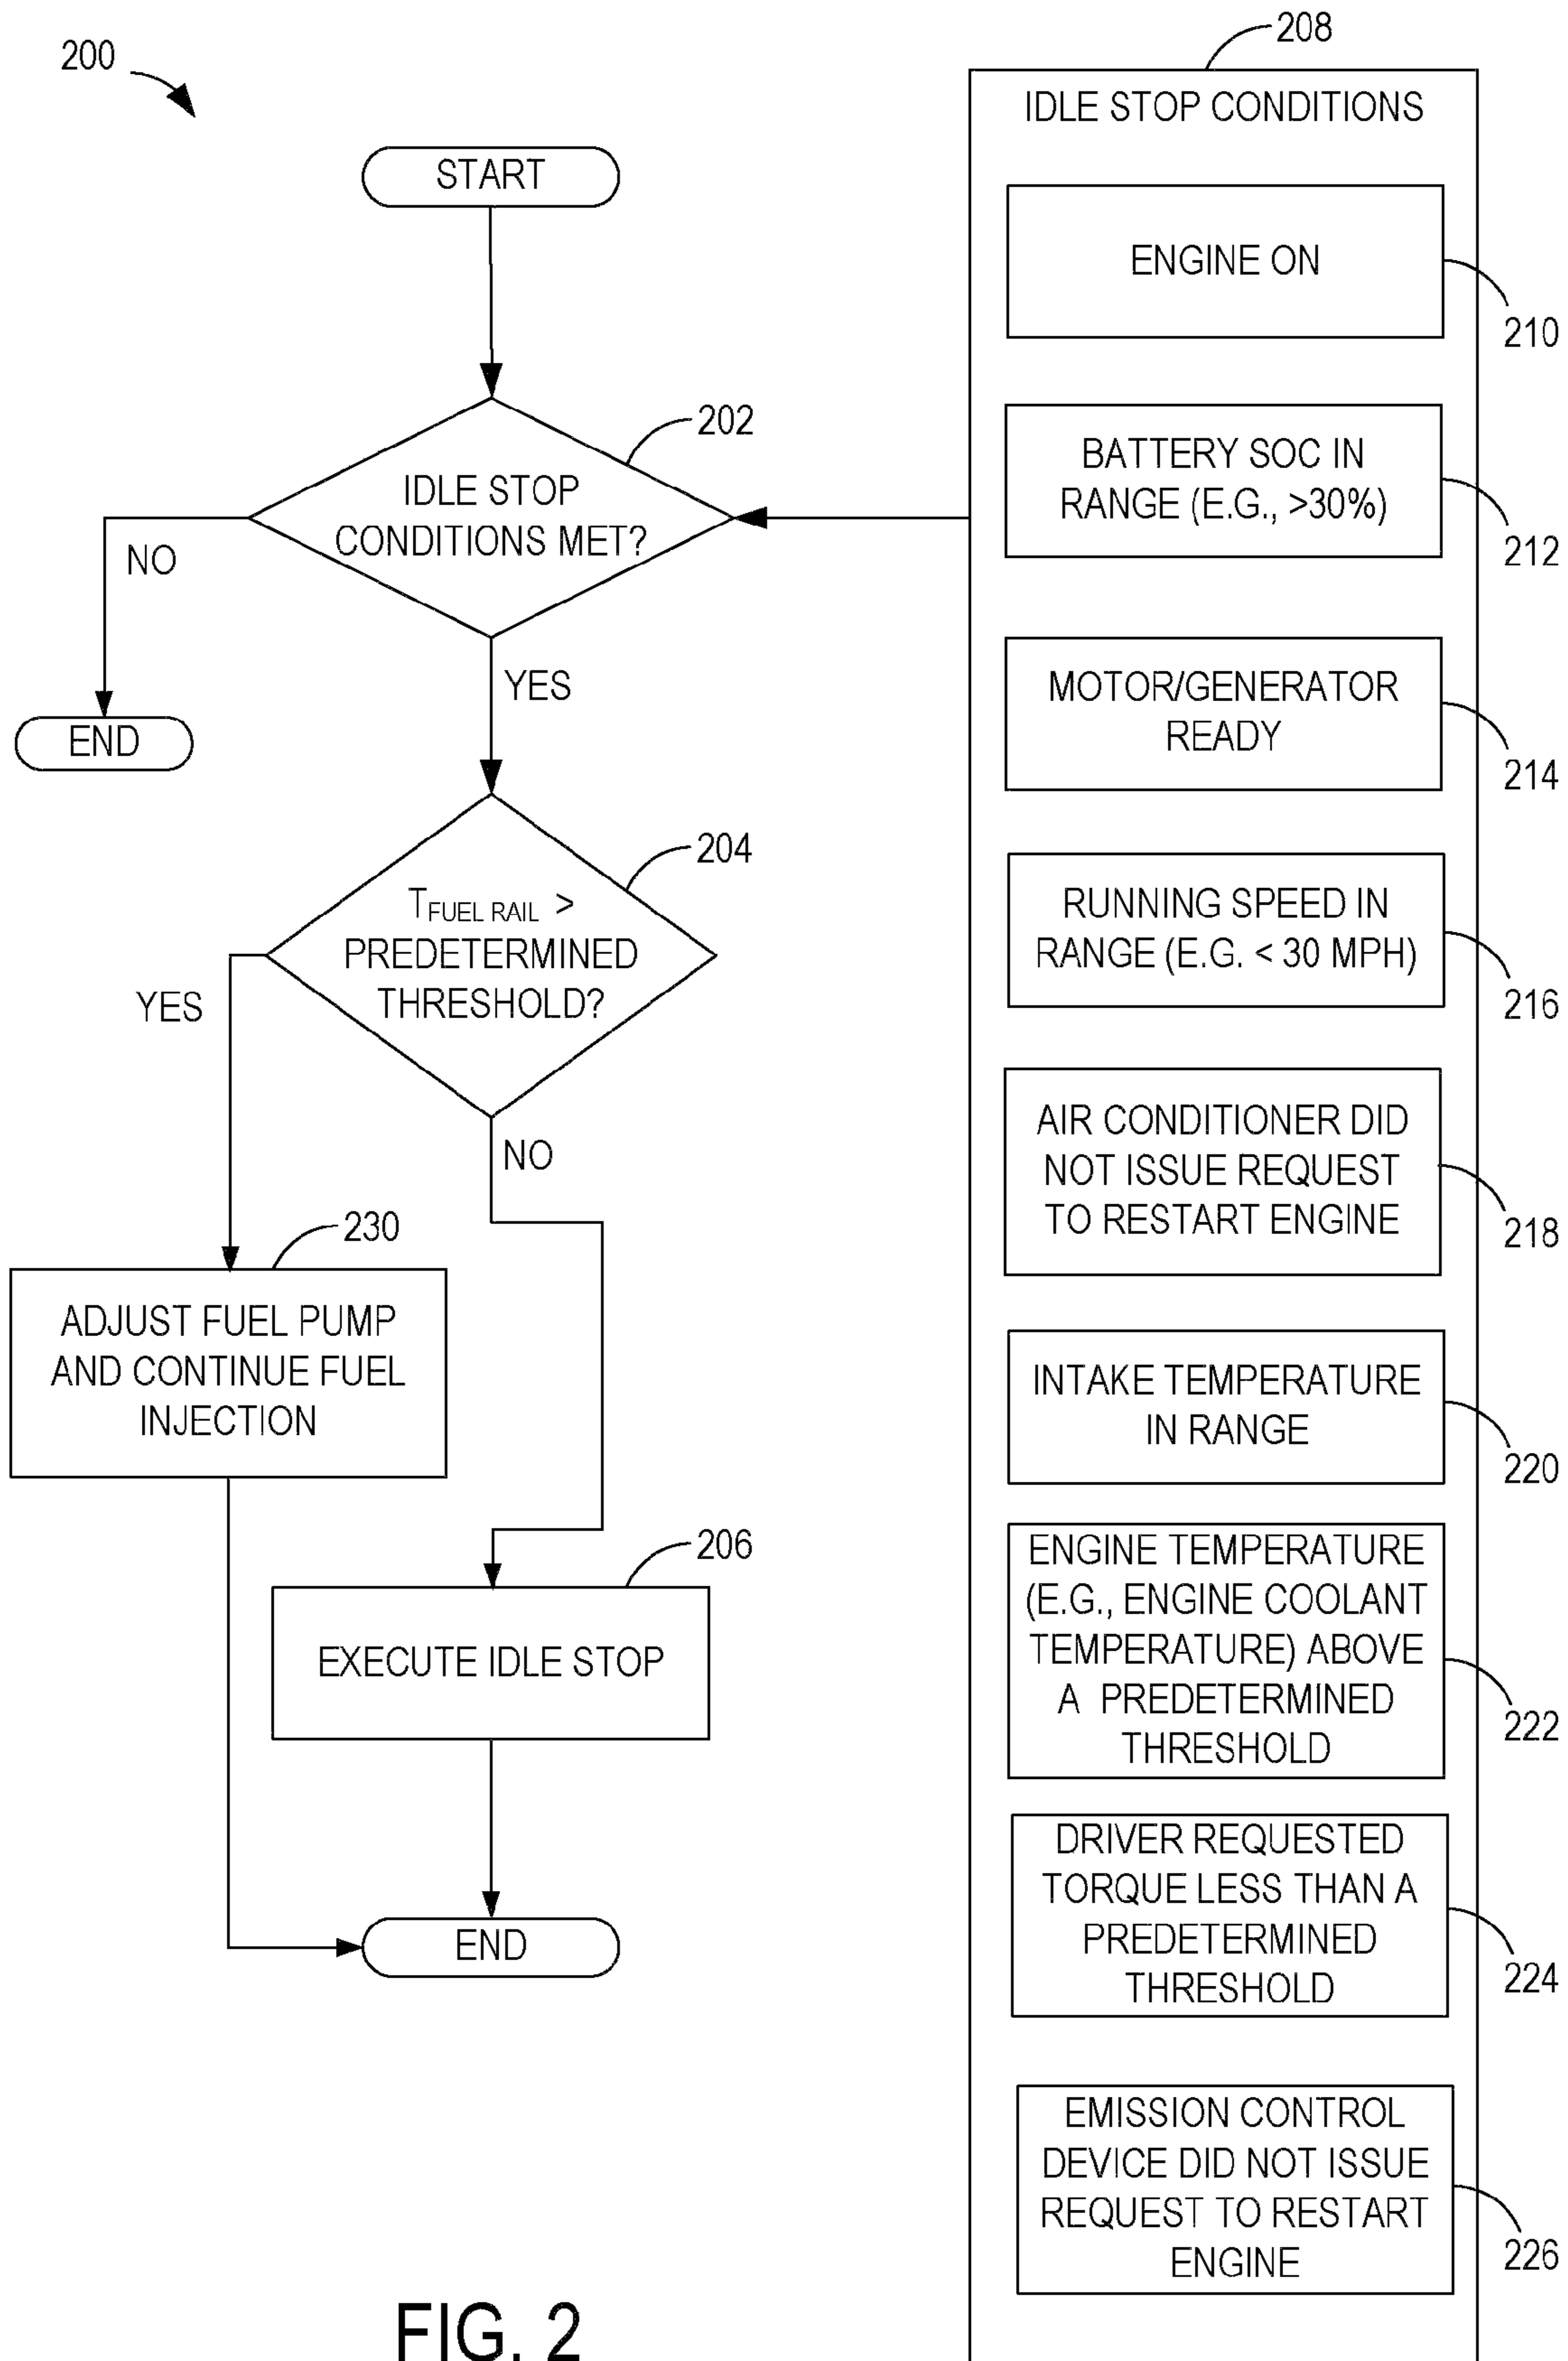 200
START
202
IDLE STOP
CONDITIONS MET?
NO
YES
END
204
TFUEL RAIL >
PREDETERMINED
THRESHOLD?
YES
NO
230
ADJUST FUEL PUMP
AND CONTINUE FUEL
INJECTION
206
EXECUTE IDLE STOP
END
208
IDLE STOP CONDITIONS
ENGINE ON
210
BATTERY SOC IN
RANGE (E.G., >30%)
212
MOTOR/GENERATOR
READY
214
RUNNING SPEED IN
RANGE (E.G. < 30 MPH)
216
AIR CONDITIONER DID
NOT ISSUE REQUEST
TO RESTART ENGINE
218
INTAKE TEMPERATURE
IN RANGE
220
ENGINE TEMPERATURE
(E.G., ENGINE COOLANT
TEMPERATURE) ABOVE
A PREDETERMINED
THRESHOLD
222
DRIVER REQUESTED
TORQUE LESS THAN A
PREDETERMINED
THRESHOLD
224
EMISSION CONTROL
DEVICE DID NOT ISSUE
REQUEST TO RESTART
ENGINE
226
FIG. 2